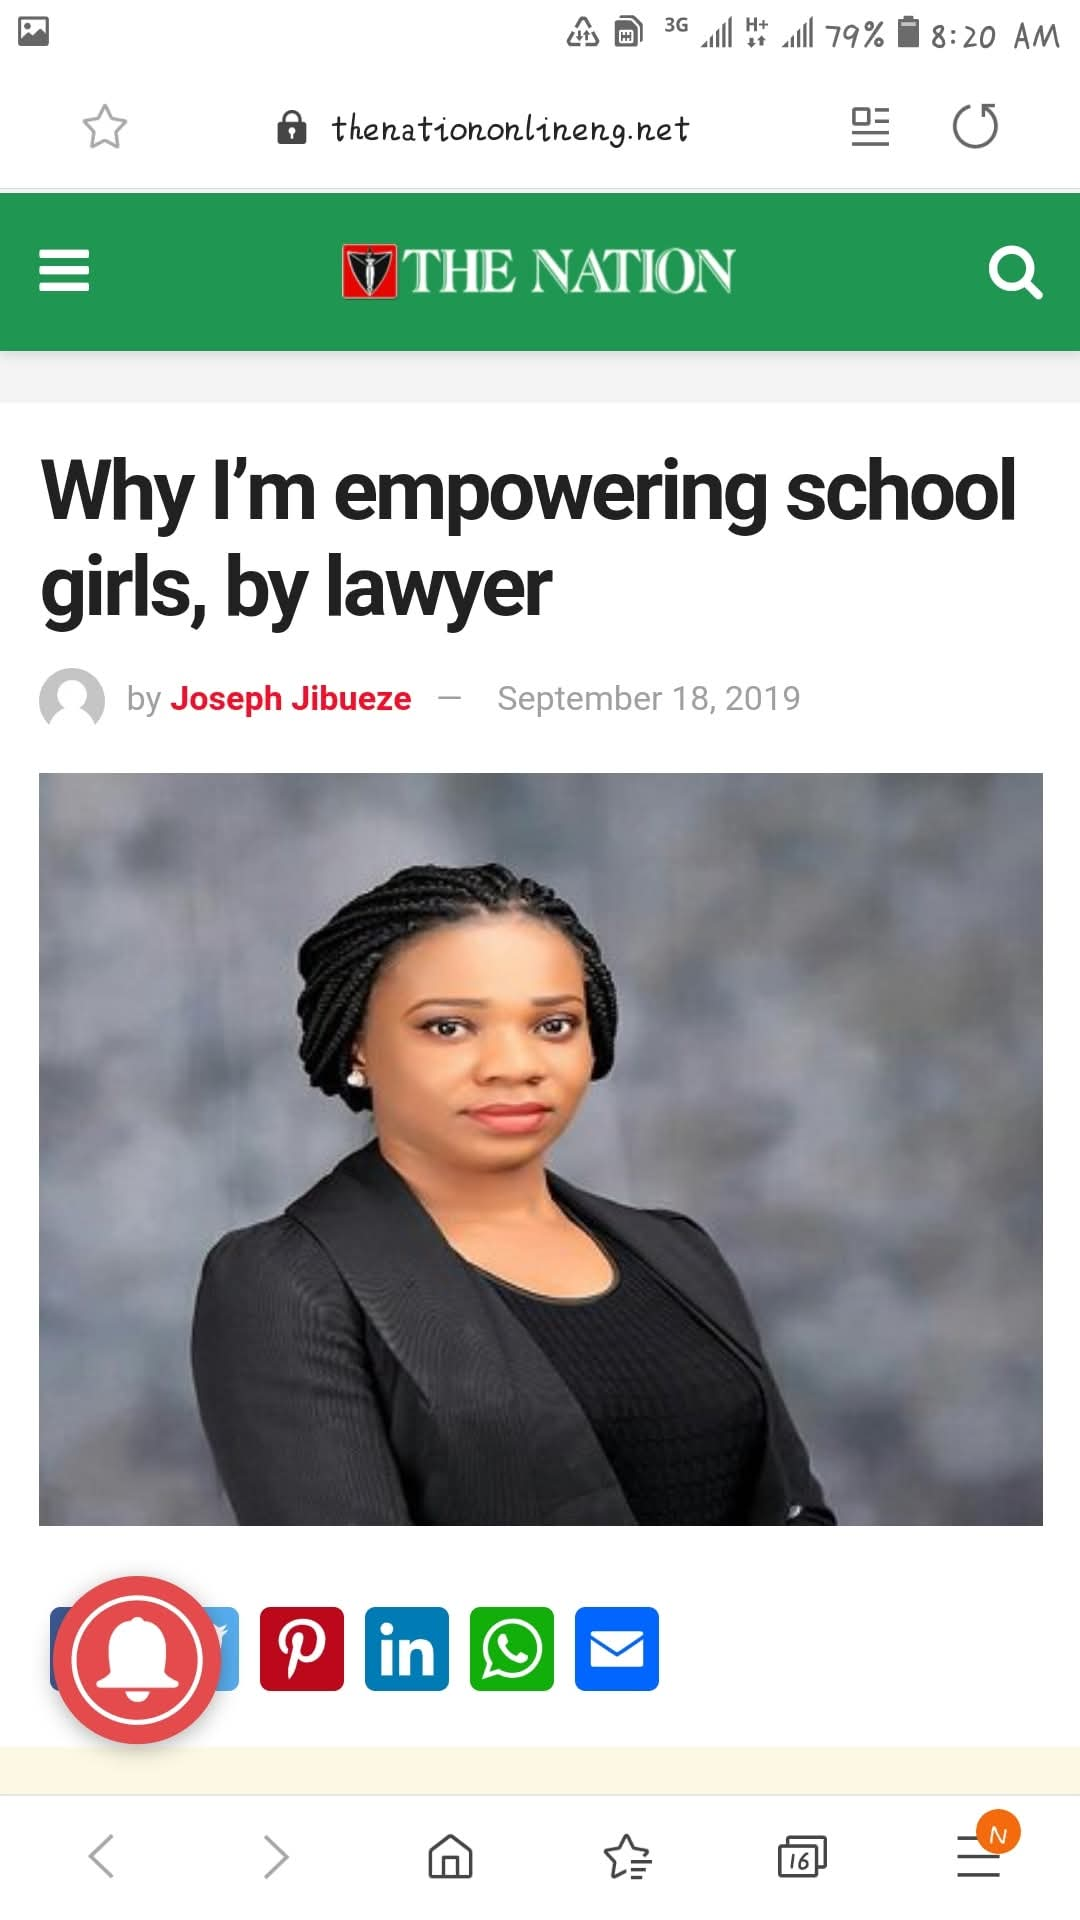 3G H+ 79% 8:20 AM
thenationonlineng.net
THE NATION
Why I’m empowering school
girls, by lawyer
by Joseph Jibueze — September 18, 2019
in
16
N